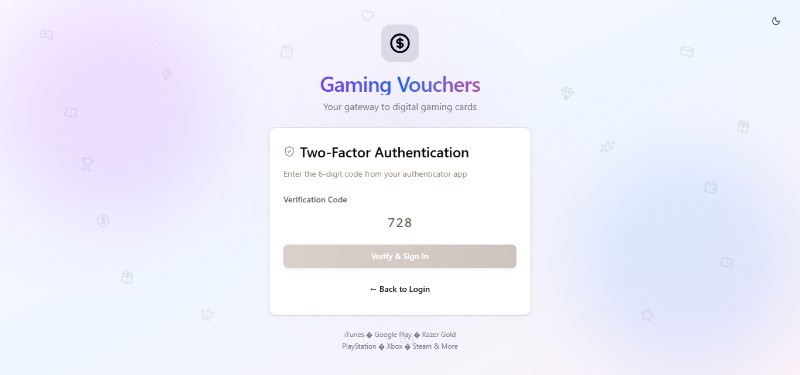 Gaming Vouchers
Your gateway to digital gaming cards
Two-Factor Authentication
Enter the 6-digit code from your authenticator app
Verification Code
728
Verify & Sign In
← Back to Login
iTunes � Google Play � Razer Gold
PlayStation � Xbox � Steam & More